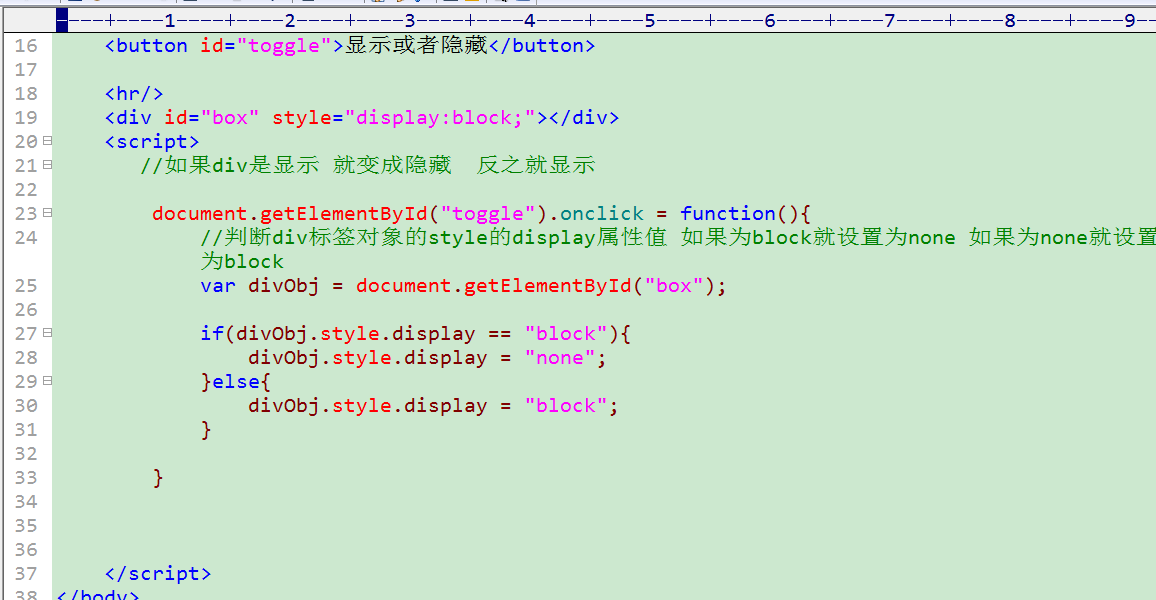 ----+----1----+----2----+----3----+----4----+----5----+----6----+----7----+----8----+----9--
16 <button id="toggle">显示或者隐藏</button>
17
18 <hr/>
19 <div id="box" style="display:block;"></div>
20 <script>
21 //如果div是显示 就变成隐藏  反之就显示
22
23 document.getElementById("toggle").onclick = function(){
24 //判断div标签对象的style的display属性值 如果为block就设置为none 如果为none就设置
为block
25 var divObj = document.getElementById("box");
26
27 if(divObj.style.display == "block"){
28 divObj.style.display = "none";
29 }else{
30 divObj.style.display = "block";
31 }
32
33 }
34
35
36
37 </script>
38 </body>